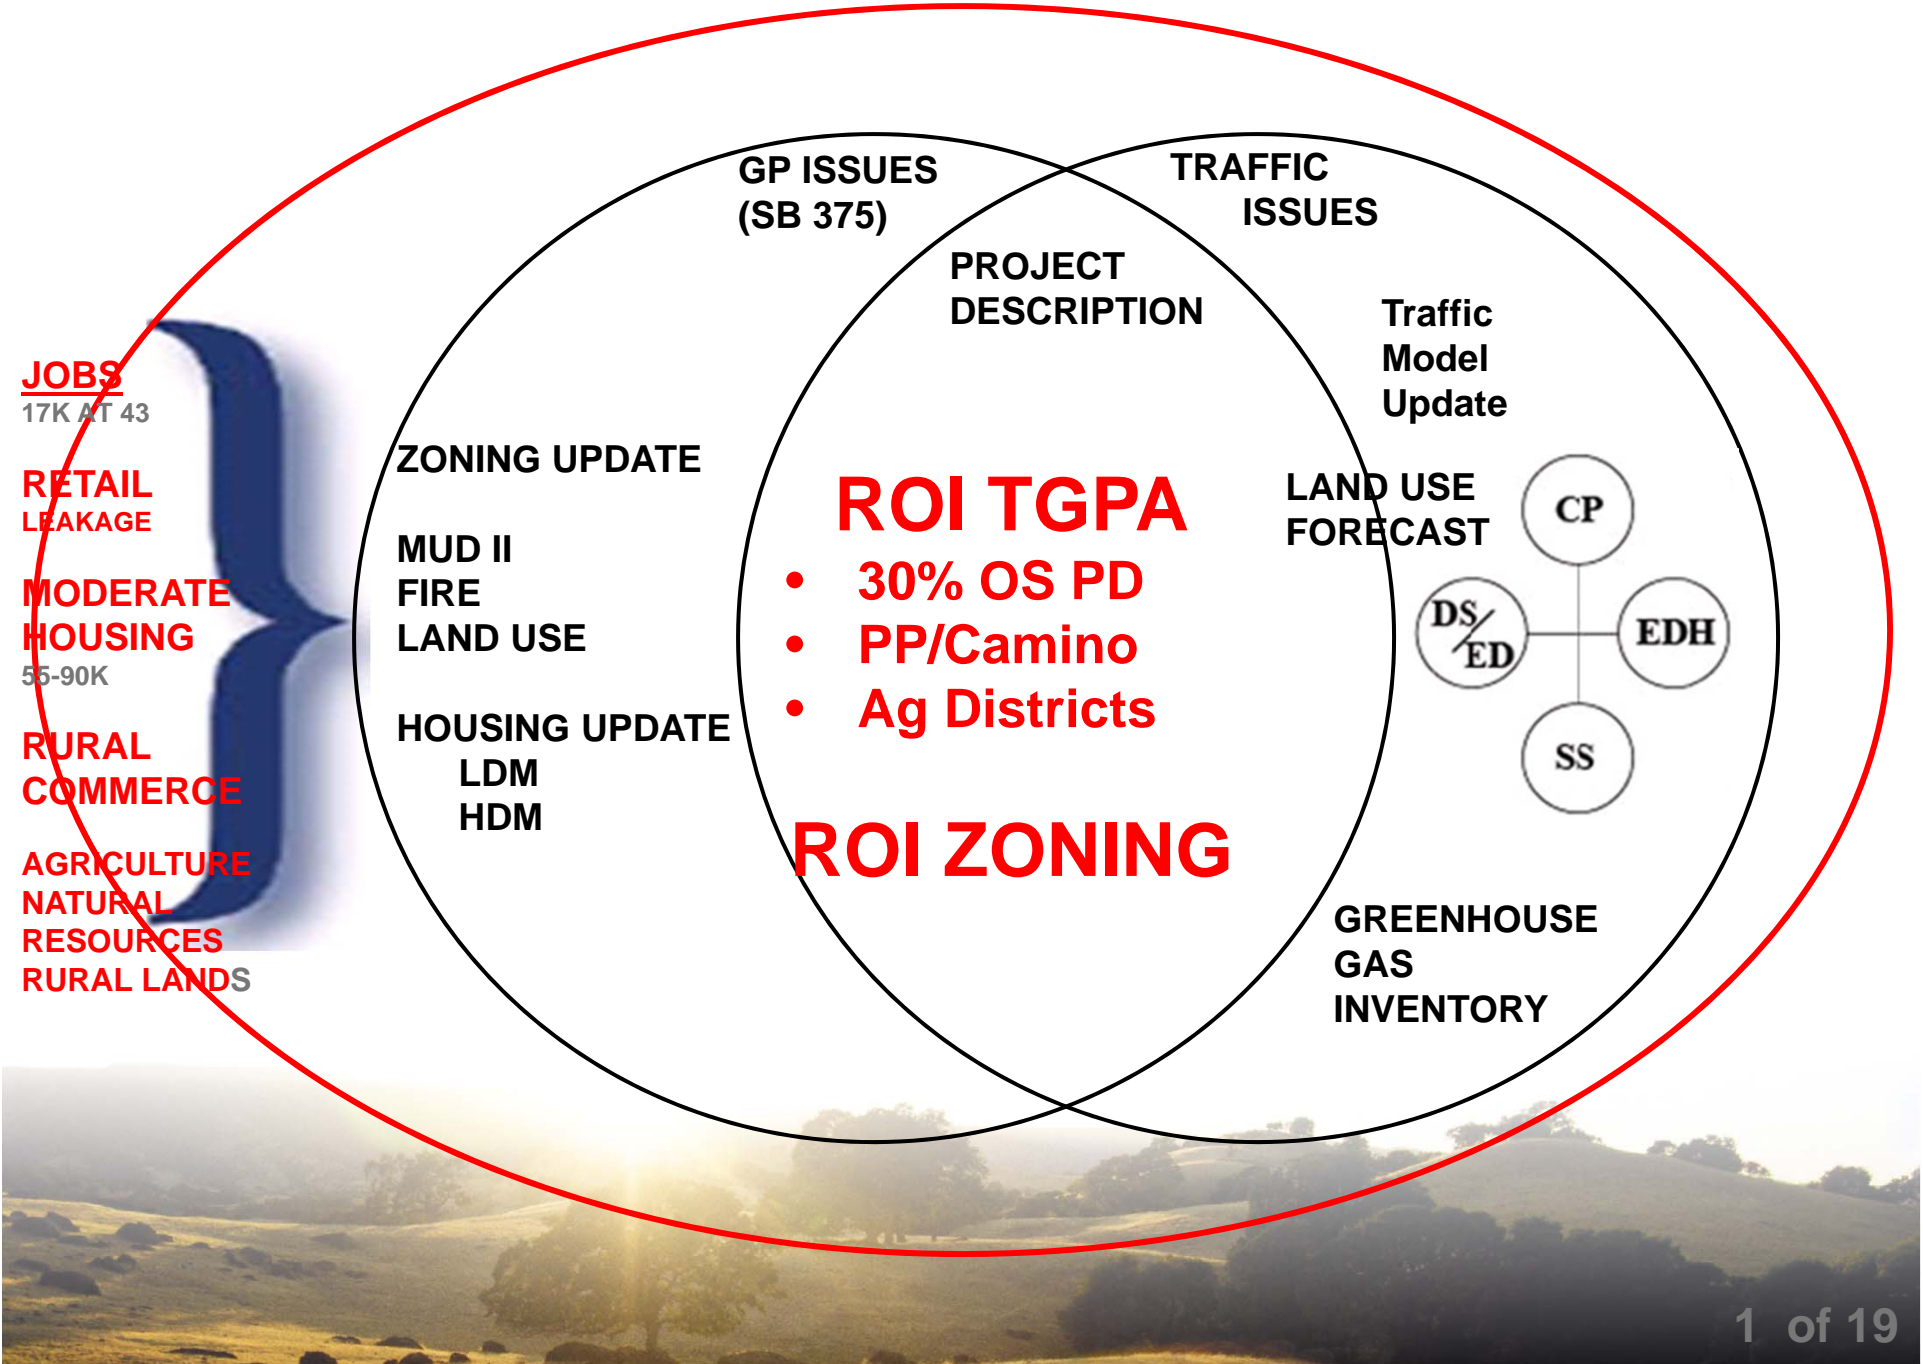 GP ISSUES
(SB 375)
TRAFFIC
ISSUES
PROJECT
DESCRIPTION
Traffic
Model
Update
JOBS
17K AT 43
RETAIL
LEAKAGE
MODERATE
HOUSING
55-90K
RURAL
COMMERCE
AGRICULTURE
NATURAL
RESOURCES
RURAL LANDS
ZONING UPDATE
MUD II
FIRE
LAND USE
HOUSING UPDATE
LDM
HDM
ROI TGPA
• 30% OS PD
• PP/Camino
• Ag Districts
ROI ZONING
LAND USE
FORECAST
CP
DS/
ED
EDH
SS
GREENHOUSE
GAS
INVENTORY
1 of 19